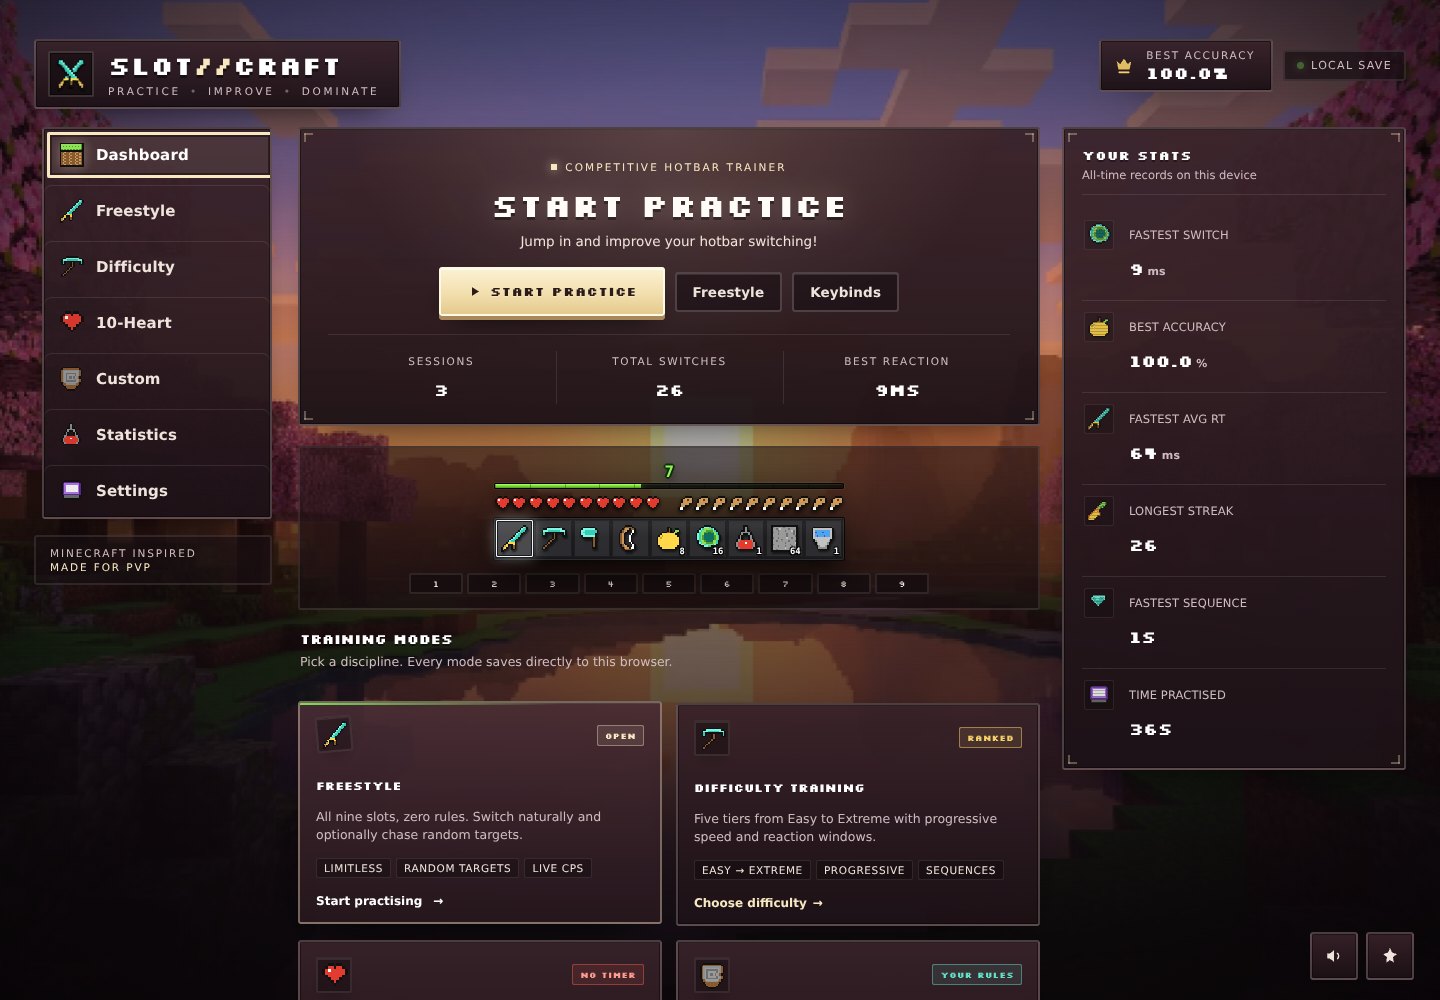 SLOT//CRAFT
PRACTICE • IMPROVE • DOMINATE
BEST ACCURACY
100.0%
LOCAL SAVE
Dashboard
Freestyle
Difficulty
10-Heart
Custom
Statistics
Settings
MINECRAFT INSPIRED
MADE FOR PVP
COMPETITIVE HOTBAR TRAINER
START PRACTICE
Jump in and improve your hotbar switching!
START PRACTICE
Freestyle
Keybinds
SESSIONS
3
TOTAL SWITCHES
26
BEST REACTION
9MS
7
8
16
1
64
1
1 2 3 4 5 6 7 8 9
TRAINING MODES
Pick a discipline. Every mode saves directly to this browser.
OPEN
FREESTYLE
All nine slots, zero rules. Switch naturally and
optionally chase random targets.
LIMITLESS
RANDOM TARGETS
LIVE CPS
Start practising →
RANKED
DIFFICULTY TRAINING
Five tiers from Easy to Extreme with progressive
speed and reaction windows.
EASY → EXTREME
PROGRESSIVE
SEQUENCES
Choose difficulty →
NO TIMER
YOUR RULES
YOUR STATS
All-time records on this device
FASTEST SWITCH
9 ms
BEST ACCURACY
100.0 %
FASTEST AVG RT
69 ms
LONGEST STREAK
26
FASTEST SEQUENCE
1S
TIME PRACTISED
36S